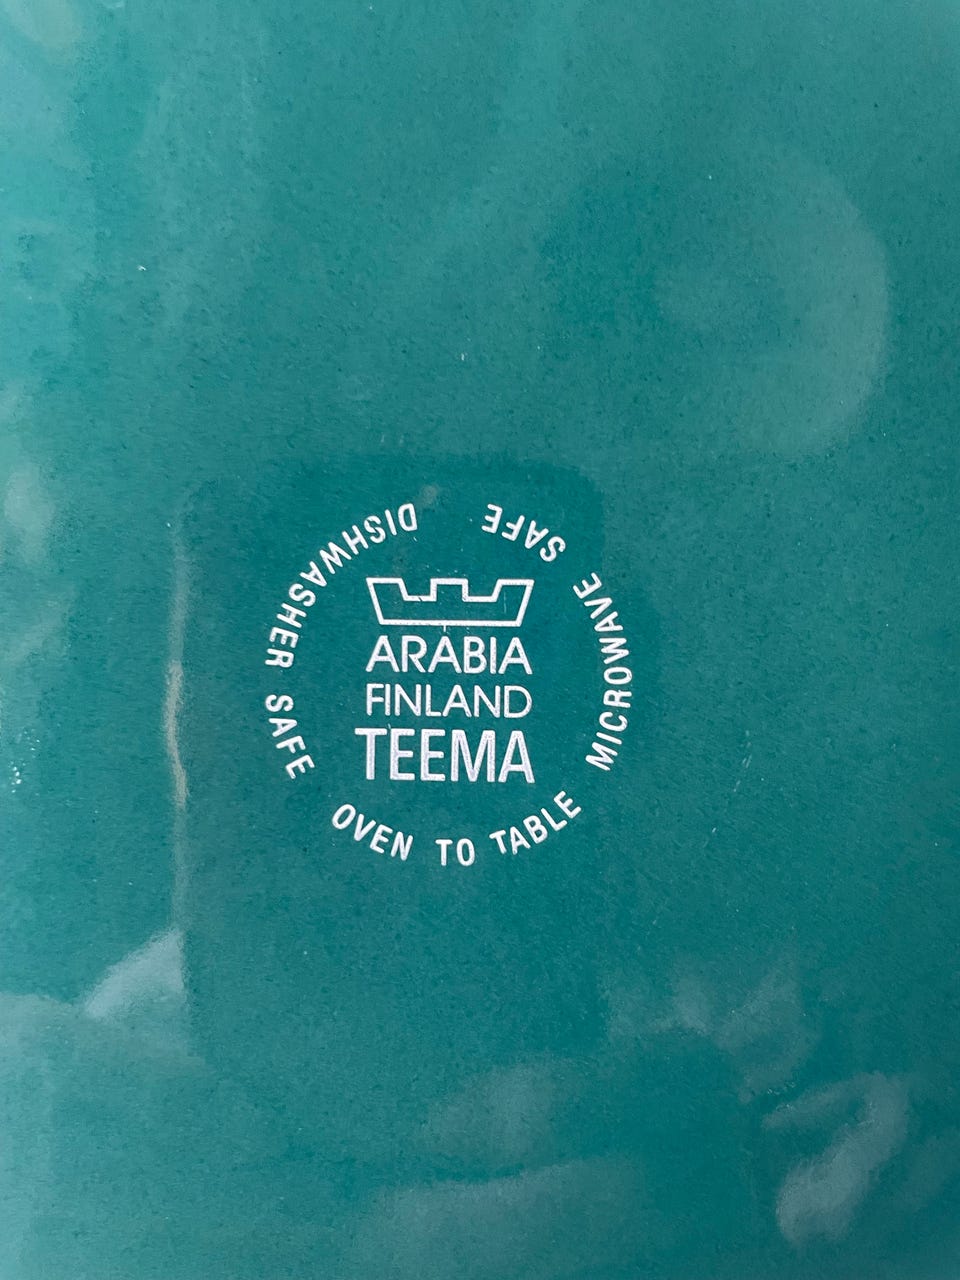 ARABIA
FINLAND
TEEMA
DISHWASHER SAFE
OVEN TO TABLE
MICROWAVE SAFE